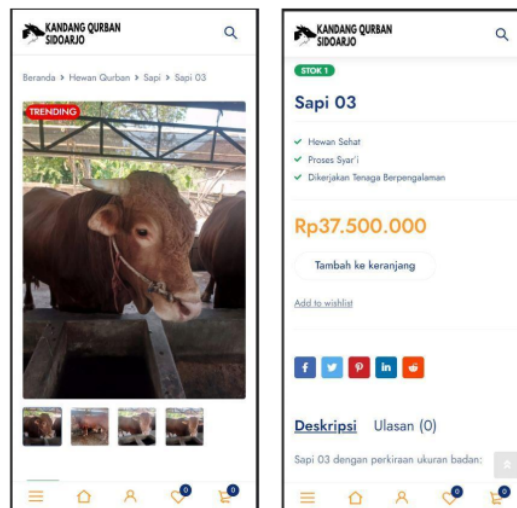 KANDANG QURBAN
SIDOARJO
Beranda > Hewan Qurban > Sapi > Sapi 03
TRENDING
0
0
KANDANG QURBAN
SIDOARJO
STOK 1
Sapi 03
Hewan Sehat
Proses Syar'i
Dikerjakan Tenaga Berpengalaman
Rp37.500.000
Tambah ke keranjang
Add to wishlist
Deskripsi Ulasan (0)
Sapi 03 dengan perkiraan ukuran badan:
0
0